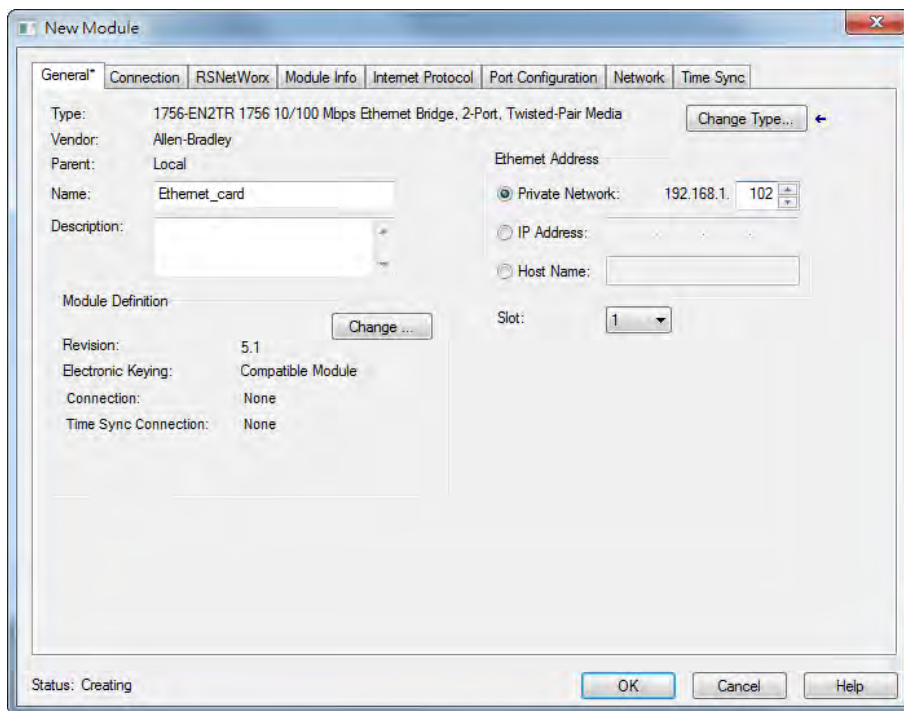 New Module
General* Connection RSNetWorx Module Info Internet Protocol Port Configuration Network Time Sync
Type: 1756-EN2TR 1756 10/100 Mbps Ethernet Bridge, 2-Port, Twisted-Pair Media
Change Type...
Vendor: Allen-Bradley
Parent: Local
Name: Ethernet_card
Description:
Ethernet Address
Private Network: 192.168.1. 102
IP Address: . . .
Host Name:
Slot: 1
Module Definition
Change ...
Revision: 5.1
Electronic Keying: Compatible Module
Connection: None
Time Sync Connection: None
Status: Creating
OK Cancel Help